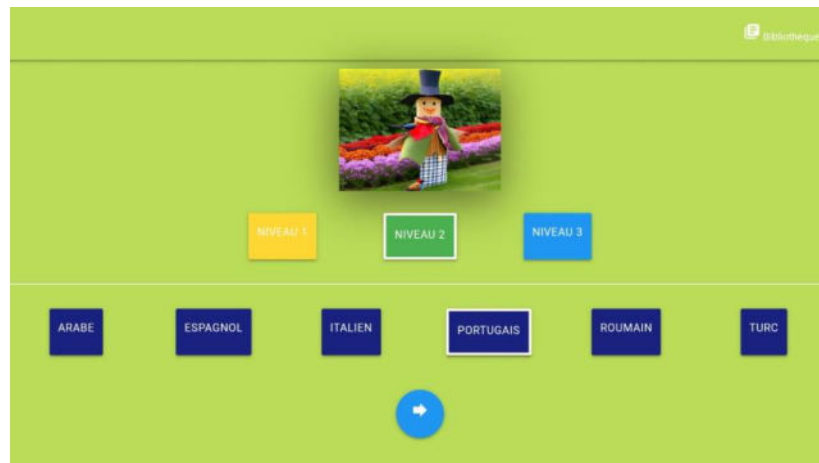 Bibliothèque
NIVEAU 1
NIVEAU 2
NIVEAU 3
ARABE
ESPAGNOL
ITALIEN
PORTUGAIS
ROUMAIN
TURC